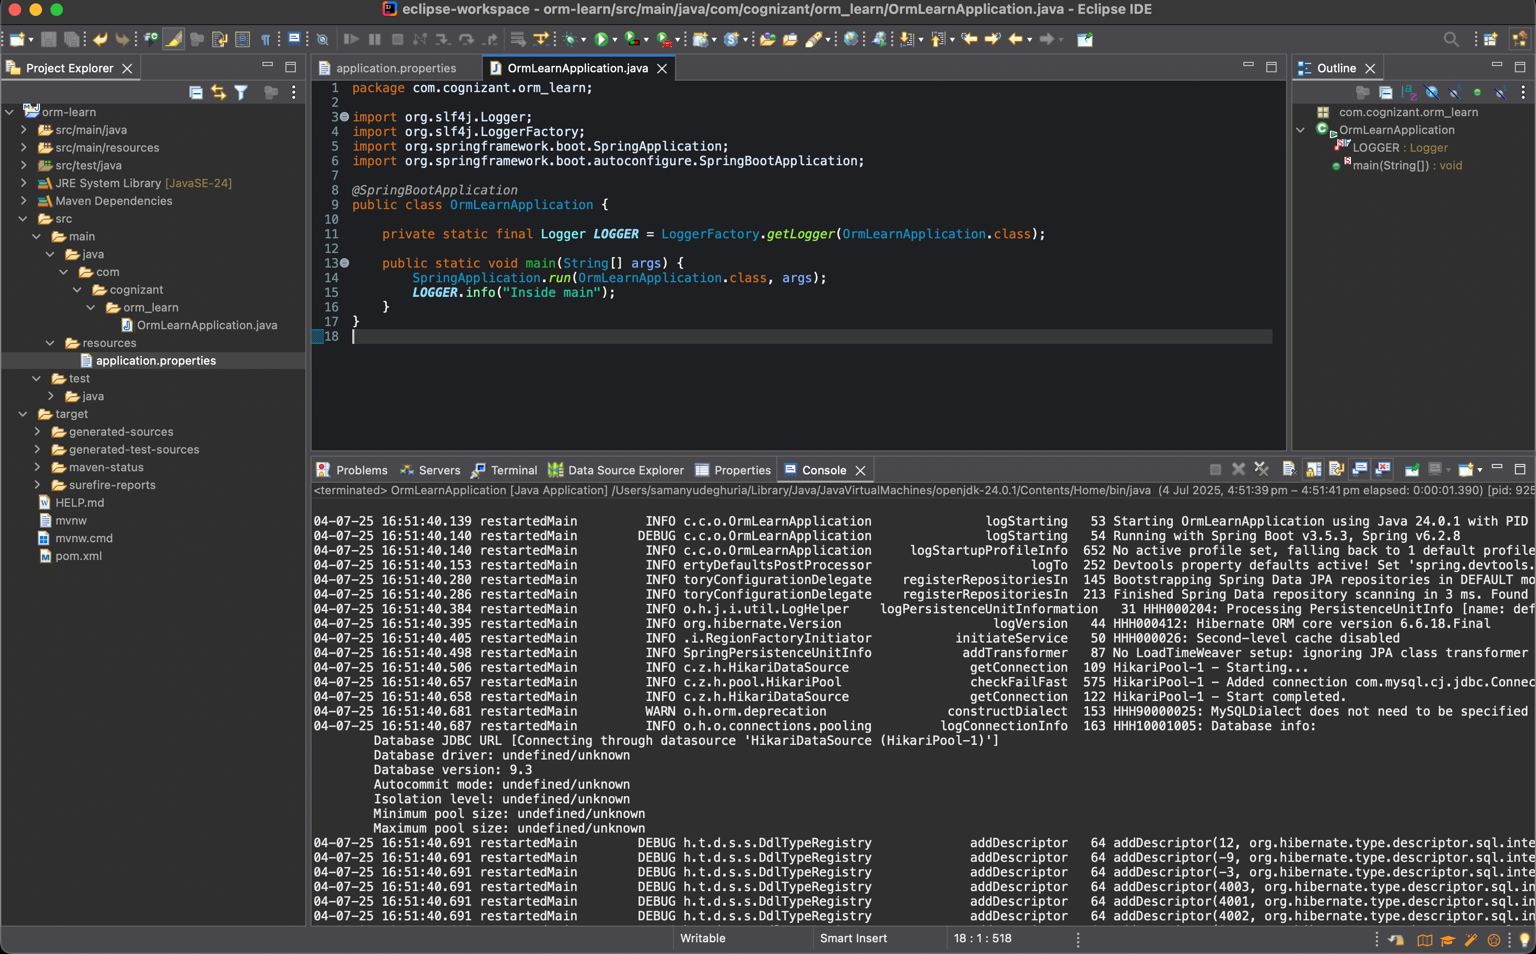 eclipse-workspace - orm-learn/src/main/java/com/cognizant/orm_learn/OrmLearnApplication.java - Eclipse IDE
Project Explorer
orm-learn
src/main/java
src/main/resources
src/test/java
JRE System Library [JavaSE-24]
Maven Dependencies
src
main
java
com
cognizant
orm_learn
OrmLearnApplication.java
resources
application.properties
test
java
target
generated-sources
generated-test-sources
maven-status
surefire-reports
HELP.md
mvnw
mvnw.cmd
pom.xml
application.properties
OrmLearnApplication.java
1 package com.cognizant.orm_learn;
2
3 import org.slf4j.Logger;
4 import org.slf4j.LoggerFactory;
5 import org.springframework.boot.SpringApplication;
6 import org.springframework.boot.autoconfigure.SpringBootApplication;
7
8 @SpringBootApplication
9 public class OrmLearnApplication {
10
11 private static final Logger LOGGER = LoggerFactory.getLogger(OrmLearnApplication.class);
12
13 public static void main(String[] args) {
14 SpringApplication.run(OrmLearnApplication.class, args);
15 LOGGER.info("Inside main");
16 }
17 }
18
Outline
com.cognizant.orm_learn
OrmLearnApplication
LOGGER : Logger
main(String[]) : void
Problems
Servers
Terminal
Data Source Explorer
Properties
Console
<terminated> OrmLearnApplication [Java Application] /Users/samanyudeghuria/Library/Java/JavaVirtualMachines/openjdk-24.0.1/Contents/Home/bin/java (4 Jul 2025, 4:51:39 pm – 4:51:41 pm elapsed: 0:00:01.390) [pid: 925
04-07-25 16:51:40.139 restartedMain INFO c.c.o.OrmLearnApplication logStarting 53 Starting OrmLearnApplication using Java 24.0.1 with PID
04-07-25 16:51:40.140 restartedMain DEBUG c.c.o.OrmLearnApplication logStarting 54 Running with Spring Boot v3.5.3, Spring v6.2.8
04-07-25 16:51:40.140 restartedMain INFO c.c.o.OrmLearnApplication logStartupProfileInfo 652 No active profile set, falling back to 1 default profile
04-07-25 16:51:40.153 restartedMain INFO ertyDefaultsPostProcessor logTo 252 Devtools property defaults active! Set 'spring.devtools.
04-07-25 16:51:40.280 restartedMain INFO toryConfigurationDelegate registerRepositoriesIn 145 Bootstrapping Spring Data JPA repositories in DEFAULT mo
04-07-25 16:51:40.286 restartedMain INFO toryConfigurationDelegate registerRepositoriesIn 213 Finished Spring Data repository scanning in 3 ms. Found
04-07-25 16:51:40.384 restartedMain INFO o.h.j.i.util.LogHelper logPersistenceUnitInformation 31 HHH000204: Processing PersistenceUnitInfo [name: def
04-07-25 16:51:40.395 restartedMain INFO org.hibernate.Version logVersion 44 HHH000412: Hibernate ORM core version 6.6.18.Final
04-07-25 16:51:40.405 restartedMain INFO .i.RegionFactoryInitiator initiateService 50 HHH000026: Second-level cache disabled
04-07-25 16:51:40.498 restartedMain INFO SpringPersistenceUnitInfo addTransformer 87 No LoadTimeWeaver setup: ignoring JPA class transformer
04-07-25 16:51:40.506 restartedMain INFO c.z.h.HikariDataSource getConnection 109 HikariPool-1 – Starting...
04-07-25 16:51:40.657 restartedMain INFO c.z.h.pool.HikariPool checkFailFast 575 HikariPool-1 – Added connection com.mysql.cj.jdbc.Connec
04-07-25 16:51:40.658 restartedMain INFO c.z.h.HikariDataSource getConnection 122 HikariPool-1 – Start completed.
04-07-25 16:51:40.681 restartedMain WARN o.h.orm.deprecation constructDialect 153 HHH90000025: MySQLDialect does not need to be specified
04-07-25 16:51:40.687 restartedMain INFO o.h.o.connections.pooling logConnectionInfo 163 HHH10001005: Database info:
Database JDBC URL [Connecting through datasource 'HikariDataSource (HikariPool-1)']
Database driver: undefined/unknown
Database version: 9.3
Autocommit mode: undefined/unknown
Isolation level: undefined/unknown
Minimum pool size: undefined/unknown
Maximum pool size: undefined/unknown
04-07-25 16:51:40.691 restartedMain DEBUG h.t.d.s.s.DdlTypeRegistry addDescriptor 64 addDescriptor(12, org.hibernate.type.descriptor.sql.inte
04-07-25 16:51:40.691 restartedMain DEBUG h.t.d.s.s.DdlTypeRegistry addDescriptor 64 addDescriptor(-9, org.hibernate.type.descriptor.sql.inte
04-07-25 16:51:40.691 restartedMain DEBUG h.t.d.s.s.DdlTypeRegistry addDescriptor 64 addDescriptor(-3, org.hibernate.type.descriptor.sql.inte
04-07-25 16:51:40.691 restartedMain DEBUG h.t.d.s.s.DdlTypeRegistry addDescriptor 64 addDescriptor(4003, org.hibernate.type.descriptor.sql.in
04-07-25 16:51:40.691 restartedMain DEBUG h.t.d.s.s.DdlTypeRegistry addDescriptor 64 addDescriptor(4001, org.hibernate.type.descriptor.sql.in
04-07-25 16:51:40.691 restartedMain DEBUG h.t.d.s.s.DdlTypeRegistry addDescriptor 64 addDescriptor(4002, org.hibernate.type.descriptor.sql.in
Writable
Smart Insert
18 : 1 : 518